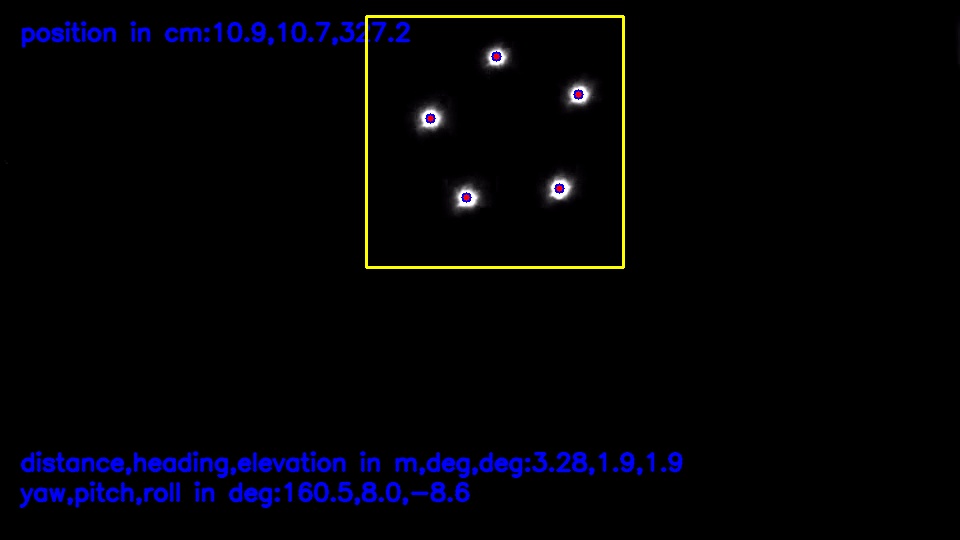 position in cm:10.9,10.7,327.2
distance,heading,elevation in m,deg,deg:3.28,1.9,1.9
yaw,pitch,roll in deg:160.5,8.0,−8.6